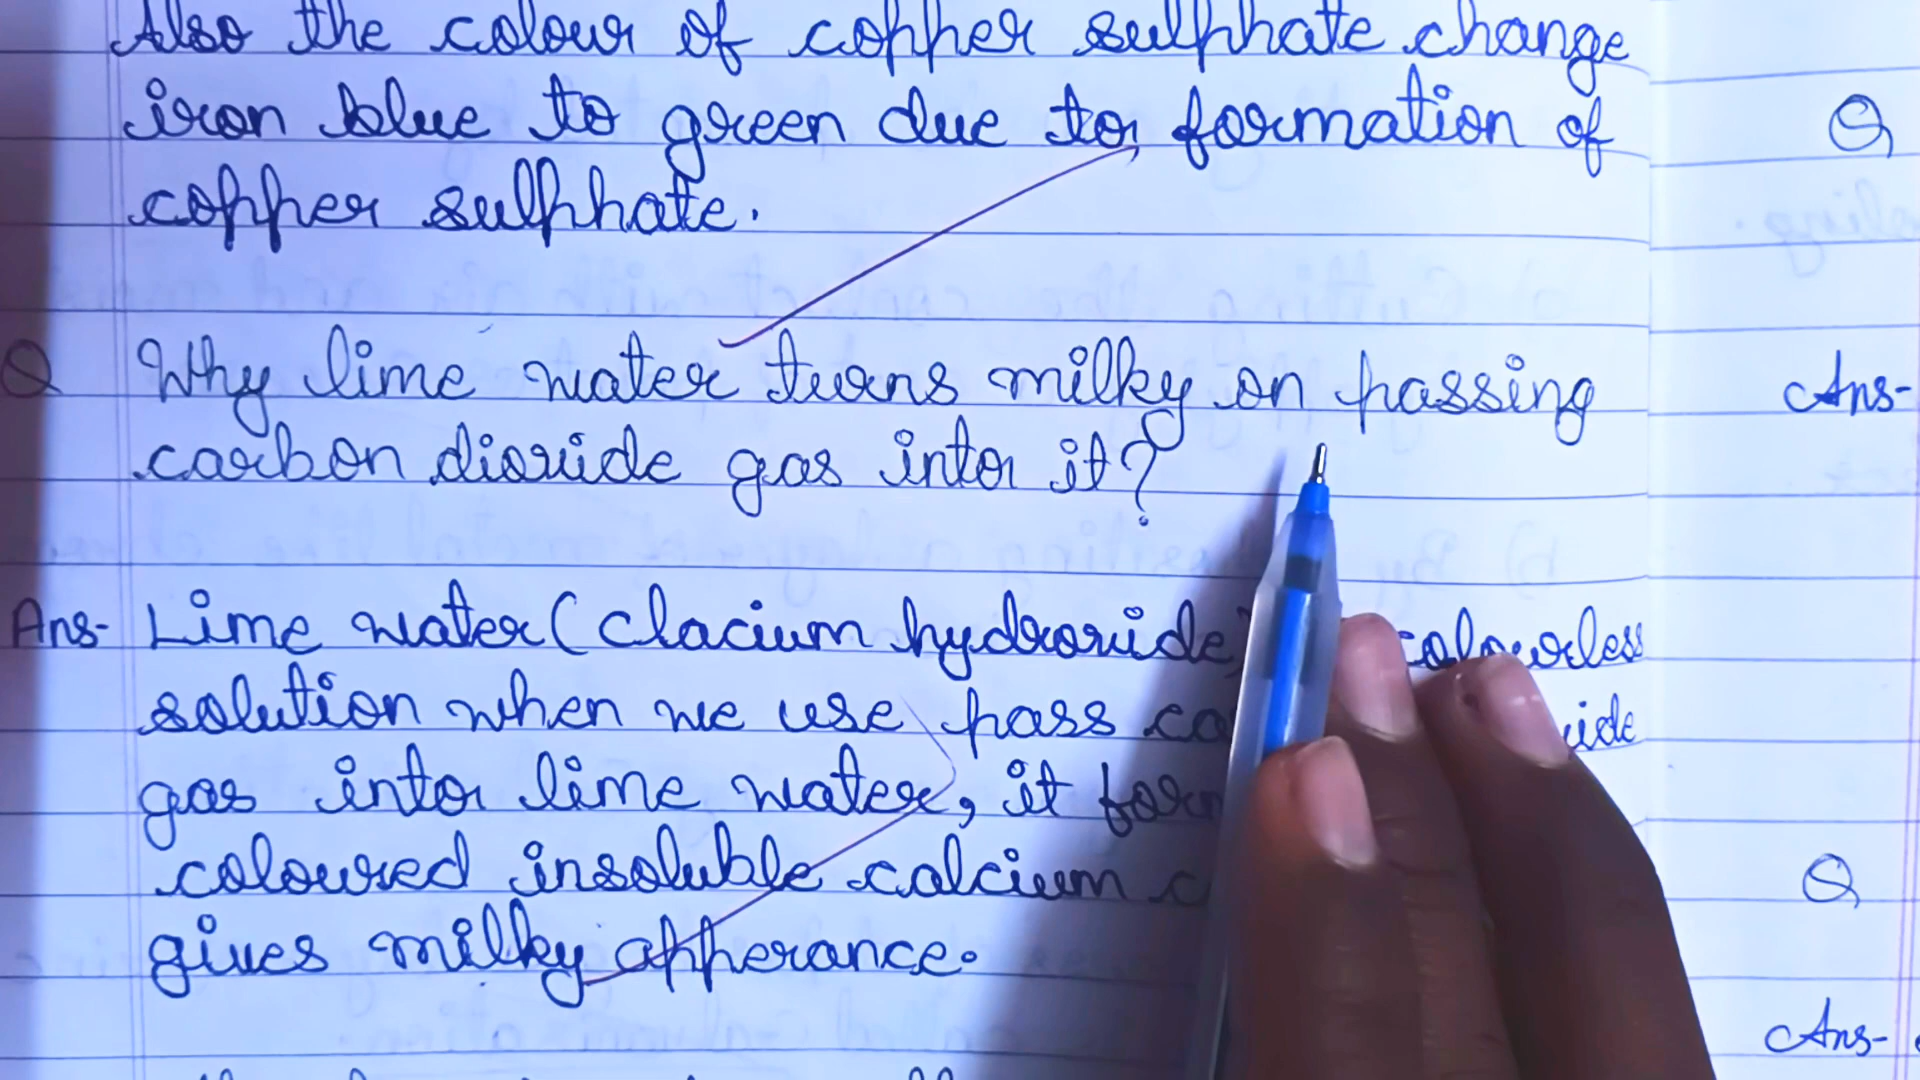 Also the colour of copper sulphate change
iron blue to green due to formation of
copper sulphate.
Q Why lime water turns milky on passing
carbon dioxide gas into it?
Ans- Lime water (clacium hydroxide) colourless
solution when we use pass
gas into lime water, it
coloured insoluble calcium
gives milky apperance.
Q
Ans-
Q
Ans-